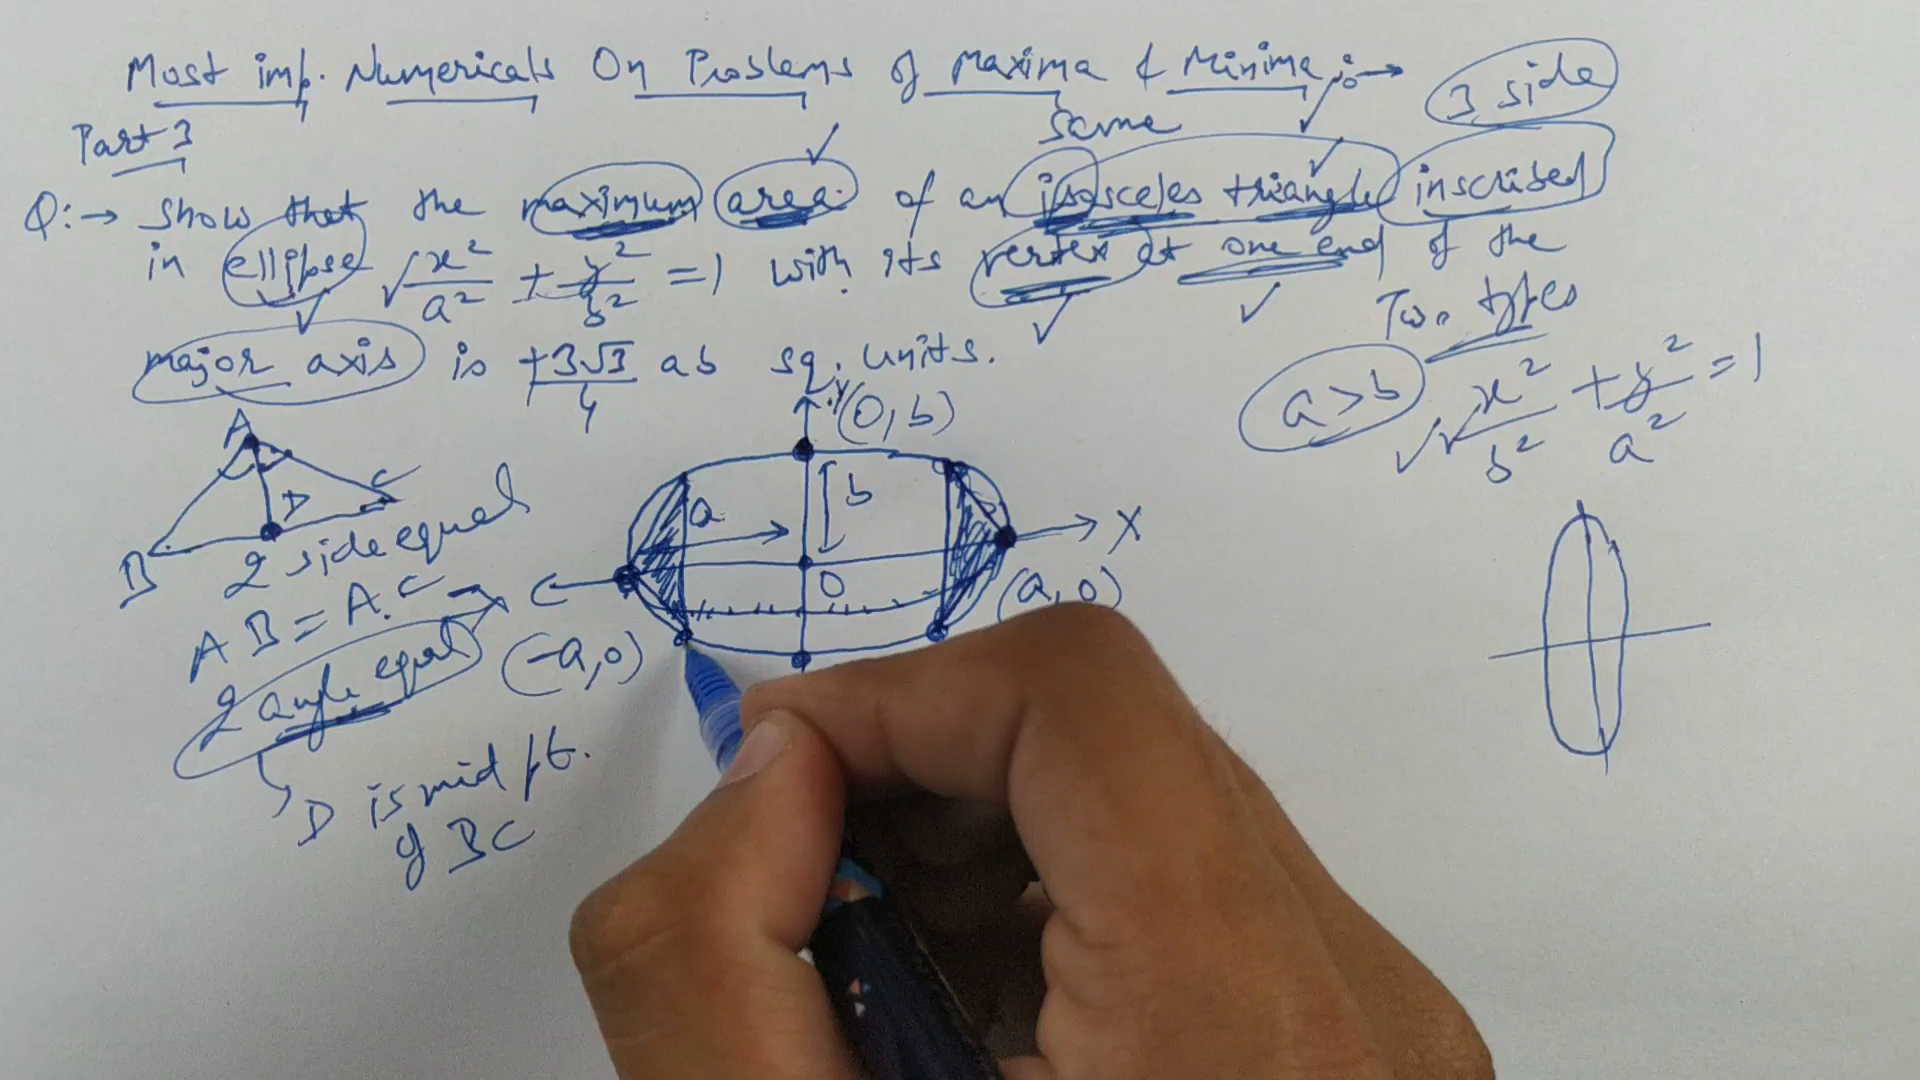 Most imp. Numericals On Problems of Maxima & Minima :→
3 side
Part 3
same
Q:→ Show that the maximum area of an isosceles triangle inscribed
in ellipse x²/a² + y²/b² = 1 with its vertex at one end of the
major axis is 3√3/4 ab sq. units.
Two types
a>b
x²/b² + y²/a² = 1
Y
(0, b)
A
D
C
B
a
b
X
O
(a, 0)
(-a, 0)
2 side equal
AB = AC
2 angle equal
D is mid pt.
of BC